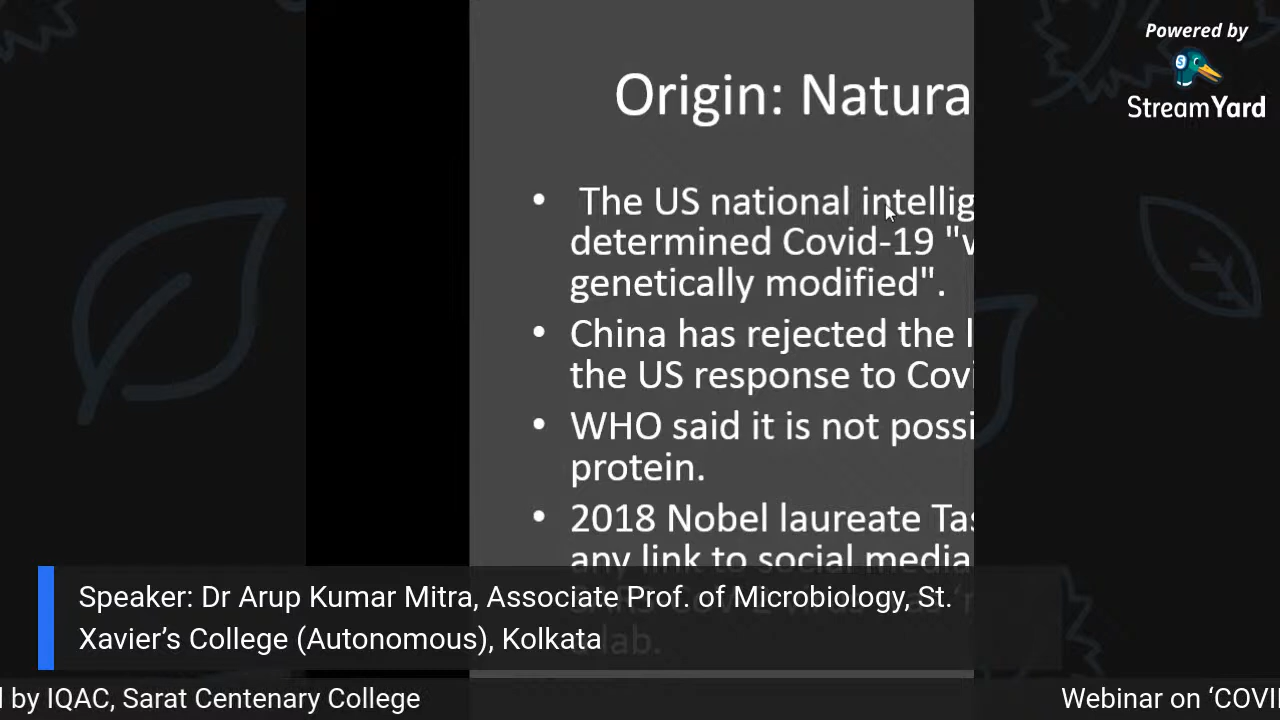 Powered by
StreamYard
Origin: Natura
• The US national intellig
determined Covid-19 "v
genetically modified".
• China has rejected the l
the US response to Covi
• WHO said it is not possi
protein.
• 2018 Nobel laureate Tas
any link to social media
lab.
Speaker: Dr Arup Kumar Mitra, Associate Prof. of Microbiology, St.
Xavier’s College (Autonomous), Kolkata
d by IQAC, Sarat Centenary College
Webinar on ‘COVI